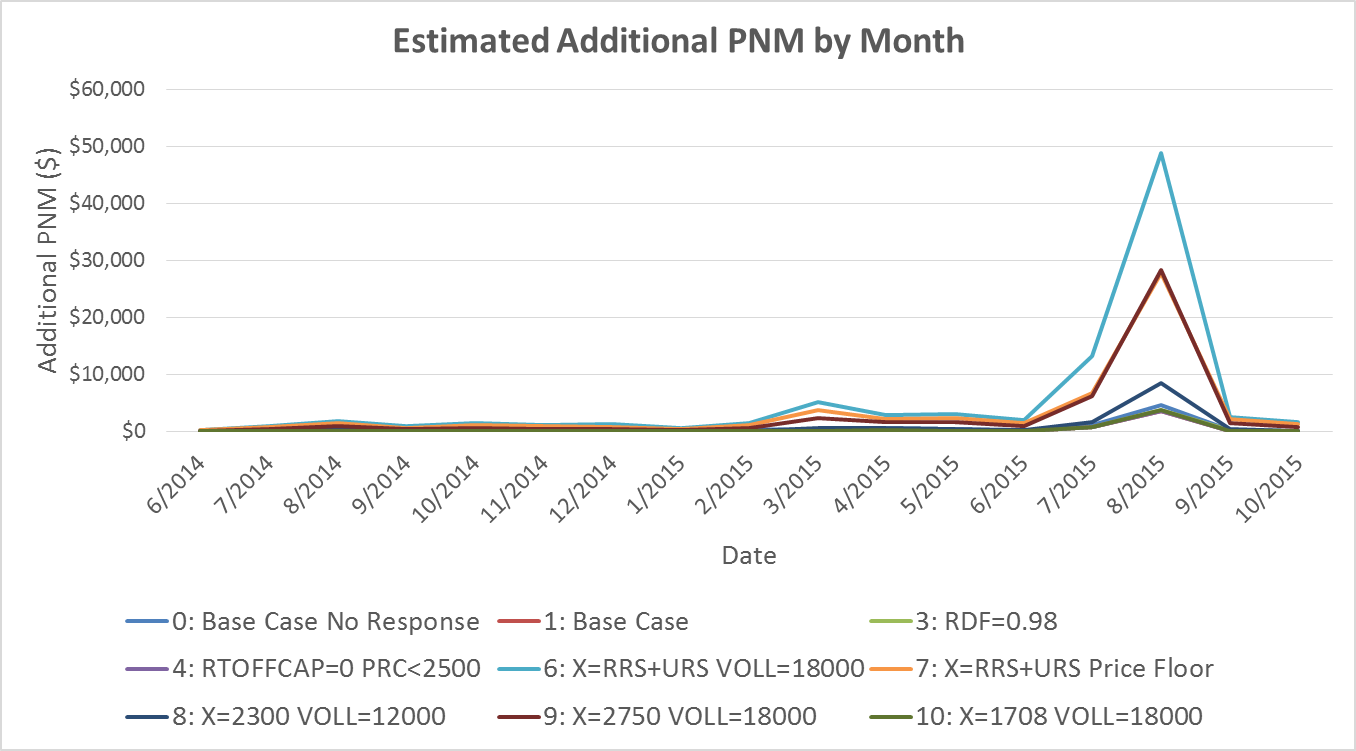 Estimated Additional PNM by Month
$60,000
$50,000
$40,000
$30,000
$20,000
$10,000
$0
Additional PNM ($)
6/2014
7/2014
8/2014
9/2014
10/2014
11/2014
12/2014
1/2015
2/2015
3/2015
4/2015
5/2015
6/2015
7/2015
8/2015
9/2015
10/2015
Date
0: Base Case No Response
1: Base Case
3: RDF=0.98
4: RTOFFCAP=0 PRC<2500
6: X=RRS+URS VOLL=18000
7: X=RRS+URS Price Floor
8: X=2300 VOLL=12000
9: X=2750 VOLL=18000
10: X=1708 VOLL=18000